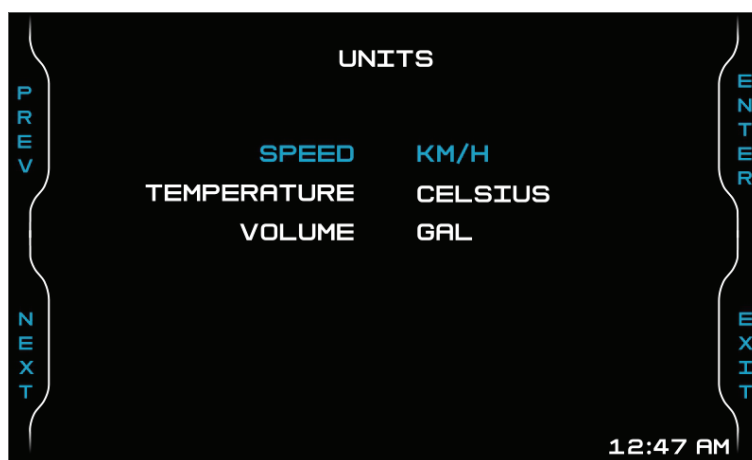 UNITS
PREV
ENTER
SPEED KM/H
TEMPERATURE CELSIUS
VOLUME GAL
NEXT
EXIT
12:47 AM